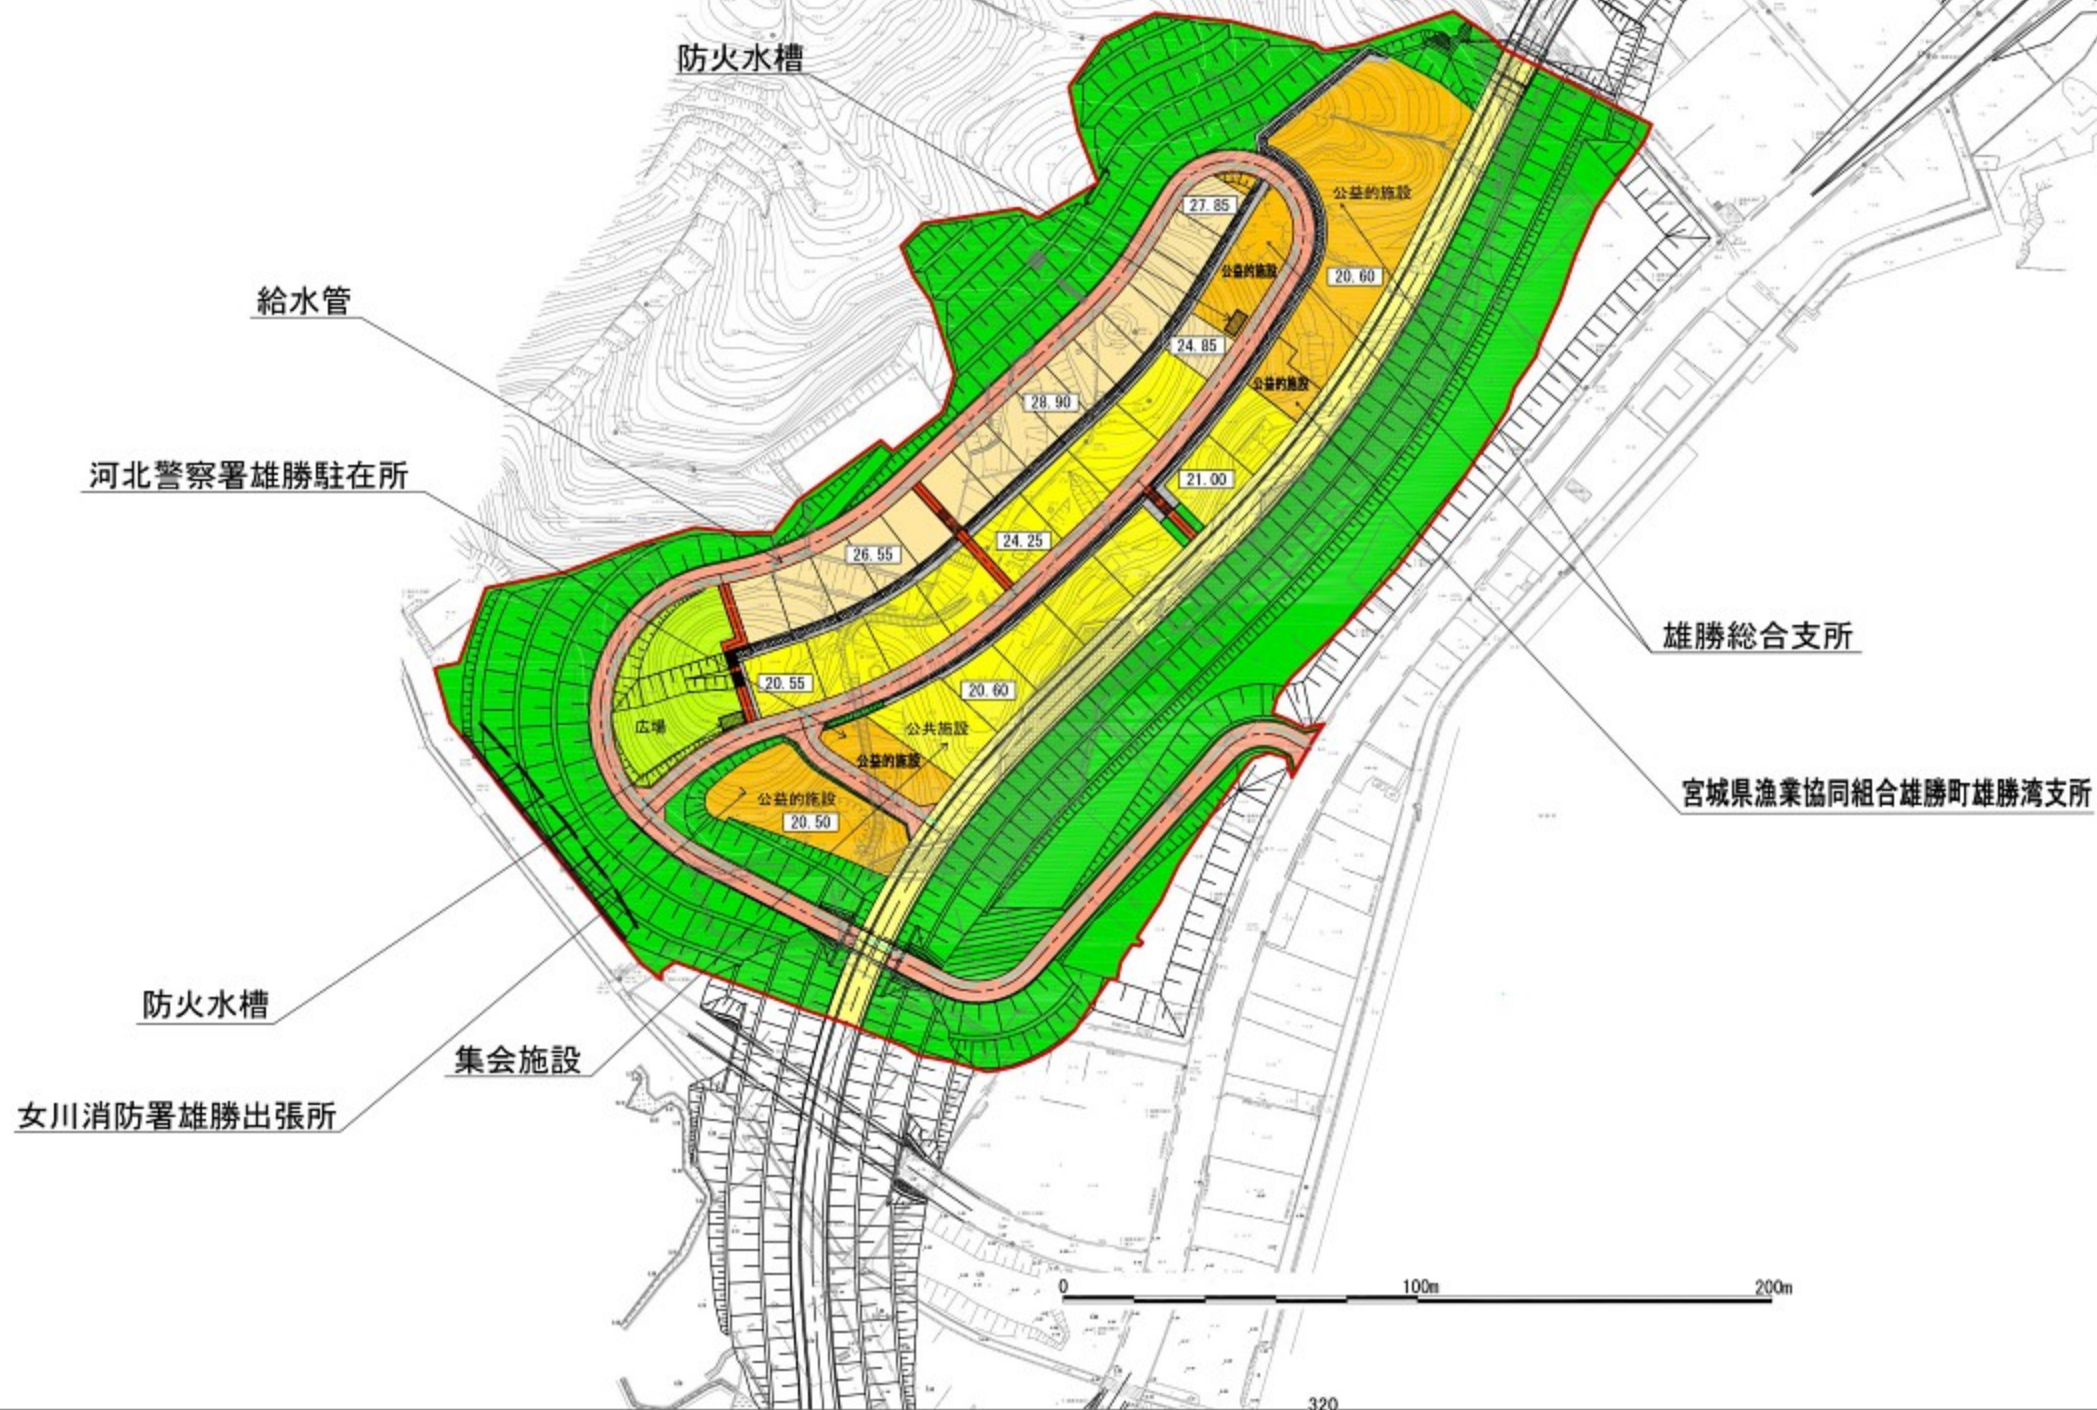 防火水槽
公益的施設
27.85
公益的施設
20.60
給水管
24.85
公益的施設
28.90
河北警察署雄勝駐在所
21.00
24.25
26.55
雄勝総合支所
20.55
20.60
広場
公共施設
公益的施設
宮城県漁業協同組合雄勝町雄勝湾支所
公益的施設
20.50
防火水槽
集会施設
女川消防署雄勝出張所
0 100m 200m
320